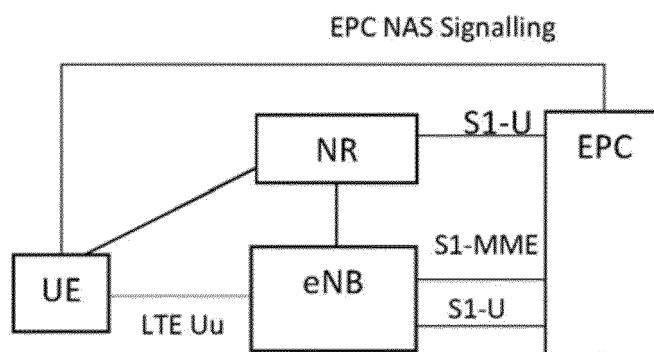 EPC NAS Signalling
S1-U
NR
EPC
S1-MME
UE
eNB
LTE Uu
S1-U